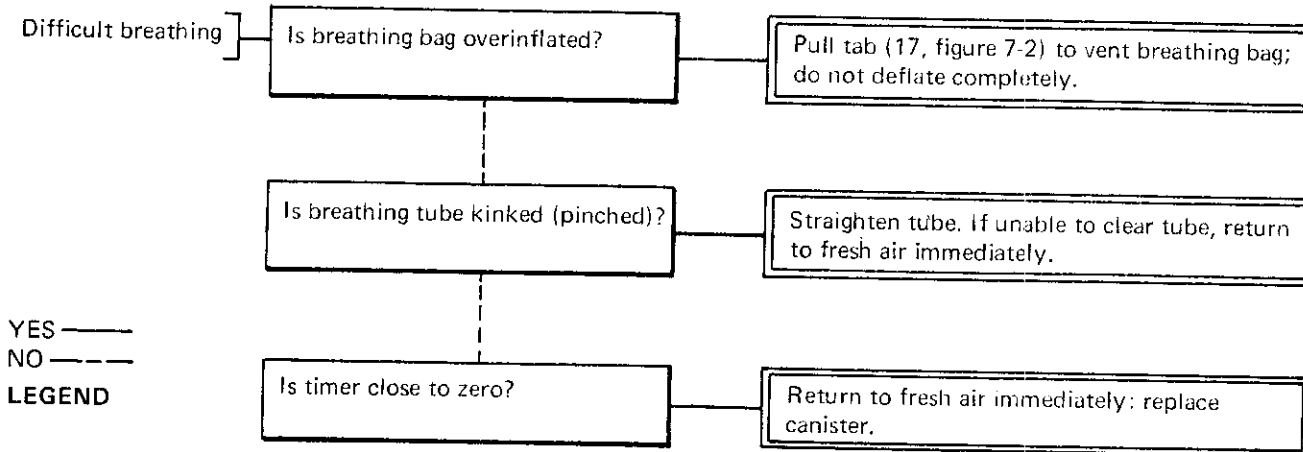 Difficult breathing
Is breathing bag overinflated?
Pull tab (17, figure 7-2) to vent breathing bag;
do not deflate completely.
Is breathing tube kinked (pinched)?
Straighten tube. If unable to clear tube, return
to fresh air immediately.
YES
NO
LEGEND
Is timer close to zero?
Return to fresh air immediately; replace
canister.